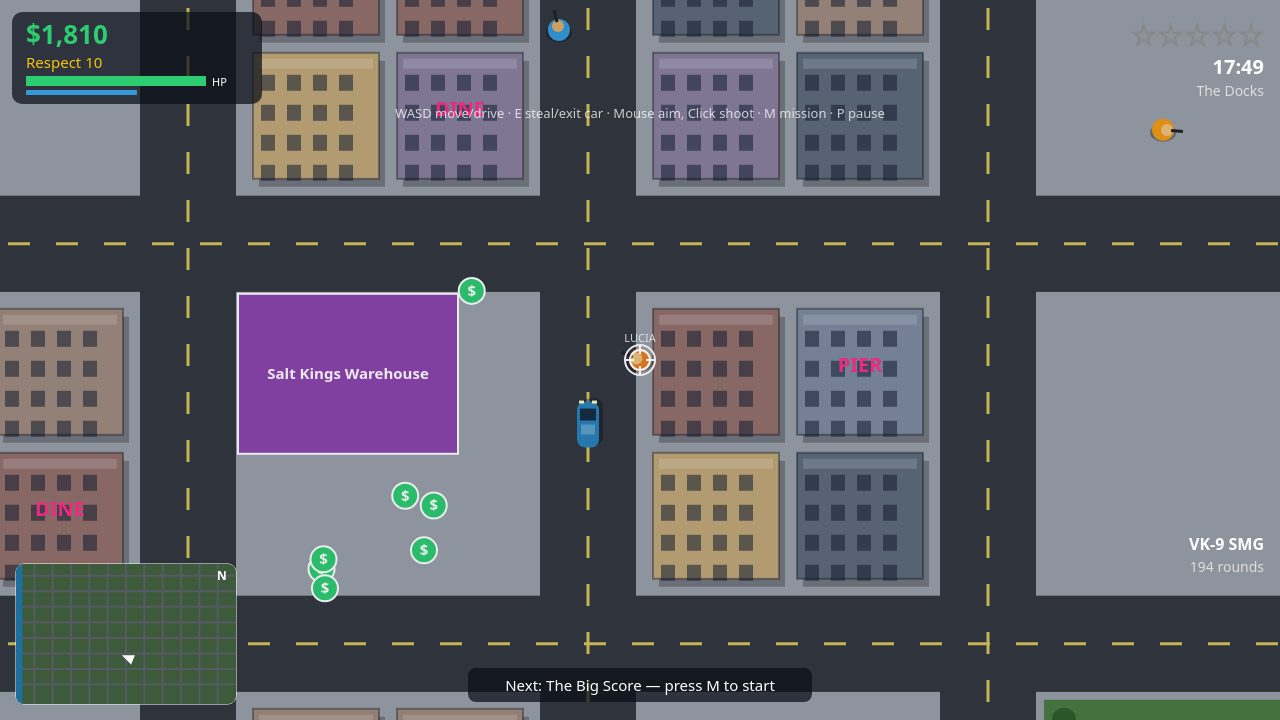 $1,810
Respect 10
HP
☆☆☆☆☆
17:49
The Docks
DINE
WASD move/drive · E steal/exit car · Mouse aim, Click shoot · M mission · P pause
$
Salt Kings Warehouse
LUCIA
PIER
$
$
$
$
$
DINE
VK-9 SMG
194 rounds
N
Next: The Big Score — press M to start